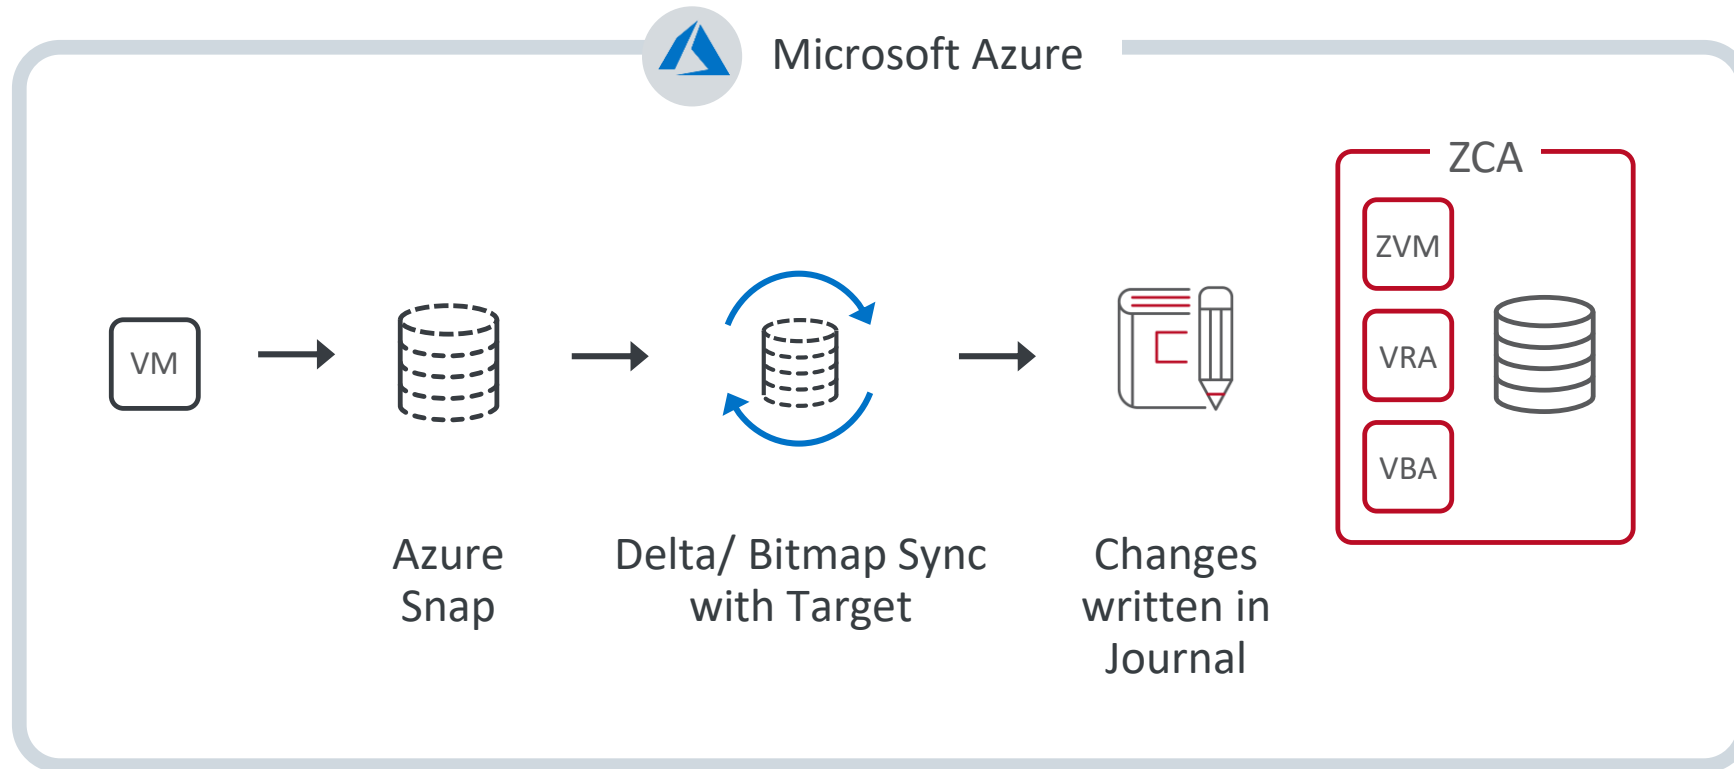 Microsoft Azure
ZCA
ZVM
VM
VRA
VBA
Azure
Snap
Delta/ Bitmap Sync
with Target
Changes
written in
Journal